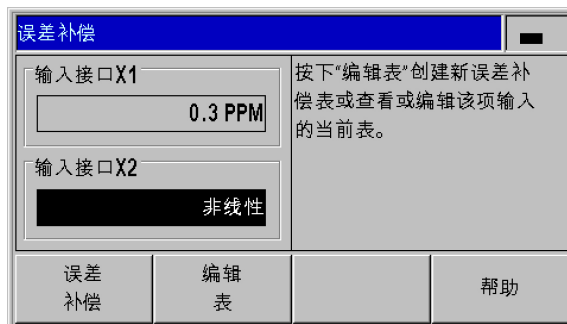 误差补偿
输入接口X1
0.3 PPM
输入接口X2
非线性
按下“编辑表”创建新误差补
偿表或查看或编辑该项输入
的当前表。
误差
补偿
编辑
表
帮助